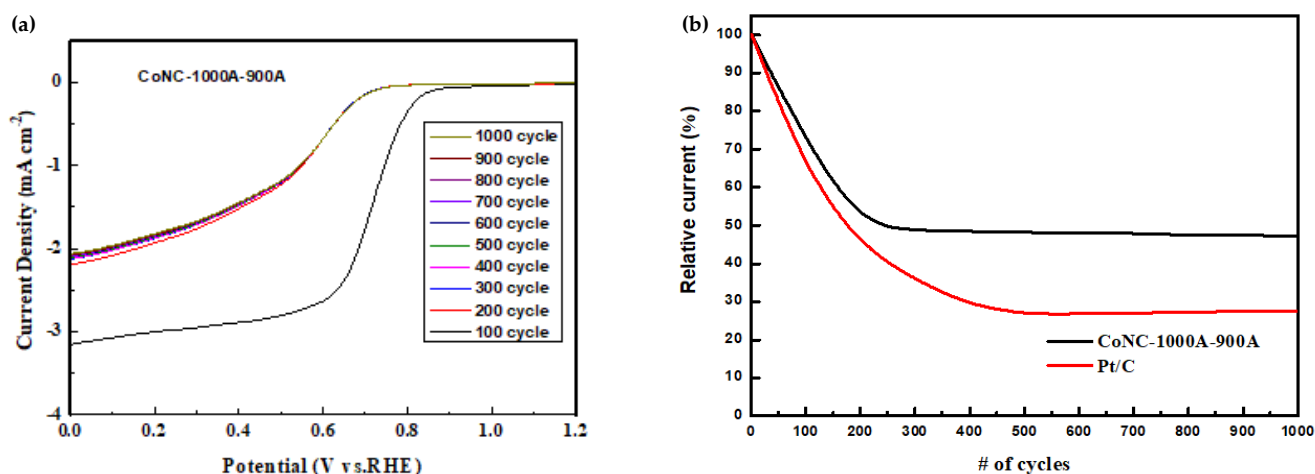 (a)
CoNC-1000A-900A
0
-1
-2
-3
-4
Current Density (mA cm-2)
1000 cycle
900 cycle
800 cycle
700 cycle
600 cycle
500 cycle
400 cycle
300 cycle
200 cycle
100 cycle
0.0 0.2 0.4 0.6 0.8 1.0 1.2
Potential (V vs.RHE)
(b)
100
90
80
70
60
50
40
30
20
10
0
Relative current (%)
CoNC-1000A-900A
Pt/C
0 100 200 300 400 500 600 700 800 900 1000
# of cycles